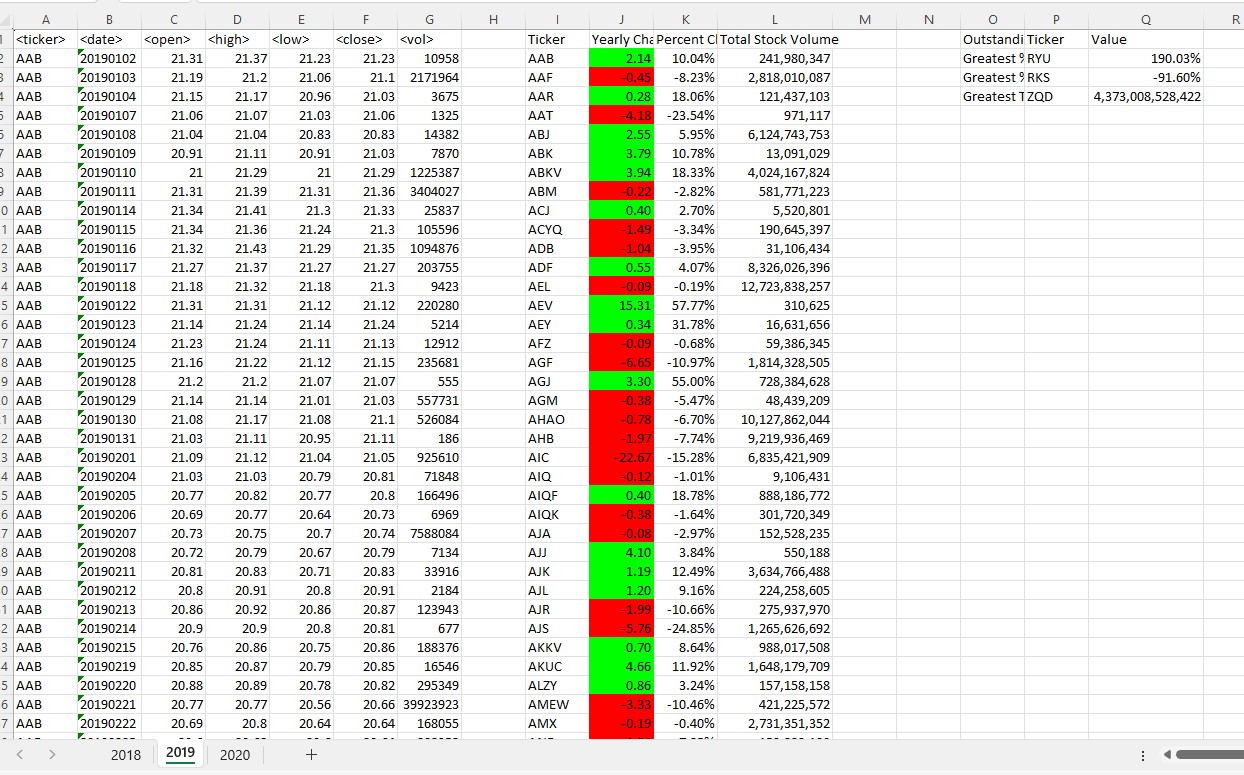 A B C D E F G H I J K L M N O P Q R
1 <ticker> <date> <open> <high> <low> <close> <vol> Ticker Yearly Cha Percent Cl Total Stock Volume Outstandi Ticker Value
2 AAB 20190102 21.31 21.37 21.23 21.23 10958 AAB 2.14 10.04% 241,980,347 Greatest % RYU 190.03%
3 AAB 20190103 21.19 21.2 21.06 21.1 2171964 AAF -0.45 -8.23% 2,818,010,087 Greatest % RKS -91.60%
4 AAB 20190104 21.15 21.17 20.96 21.03 3675 AAR 0.28 18.06% 121,437,103 Greatest T ZQD 4,373,008,528,422
5 AAB 20190107 21.06 21.07 21.03 21.06 1325 AAT -4.18 -23.54% 971,117
5 AAB 20190108 21.04 21.04 20.83 20.83 14382 ABJ 2.55 5.95% 6,124,743,753
7 AAB 20190109 20.91 21.11 20.91 21.03 7870 ABK 3.79 10.78% 13,091,029
8 AAB 20190110 21 21.29 21 21.29 1225387 ABKV 3.94 18.33% 4,024,167,824
9 AAB 20190111 21.31 21.39 21.31 21.36 3404027 ABM -0.22 -2.82% 581,771,223
0 AAB 20190114 21.34 21.41 21.3 21.33 25837 ACJ 0.40 2.70% 5,520,801
1 AAB 20190115 21.34 21.36 21.24 21.3 105596 ACYQ -1.49 -3.34% 190,645,397
2 AAB 20190116 21.32 21.43 21.29 21.35 1094876 ADB -1.04 -3.95% 31,106,434
3 AAB 20190117 21.27 21.37 21.27 21.27 203755 ADF 0.55 4.07% 8,326,026,396
4 AAB 20190118 21.18 21.32 21.18 21.3 9423 AEL -0.09 -0.19% 12,723,838,257
5 AAB 20190122 21.31 21.31 21.12 21.12 220280 AEV 15.31 57.77% 310,625
6 AAB 20190123 21.14 21.24 21.14 21.24 5214 AEY 0.34 31.78% 16,631,656
7 AAB 20190124 21.23 21.24 21.11 21.13 12912 AFZ -0.09 -0.68% 59,386,345
8 AAB 20190125 21.16 21.22 21.12 21.15 235681 AGF -6.65 -10.97% 1,814,328,505
9 AAB 20190128 21.2 21.2 21.07 21.07 555 AGJ 3.30 55.00% 728,384,628
0 AAB 20190129 21.14 21.14 21.01 21.03 557731 AGM -0.38 -5.47% 48,439,209
1 AAB 20190130 21.08 21.17 21.08 21.1 526084 AHAO -0.78 -6.70% 10,127,862,044
2 AAB 20190131 21.03 21.11 20.95 21.11 186 AHB -1.97 -7.74% 9,219,936,469
3 AAB 20190201 21.09 21.12 21.04 21.05 925610 AIC -22.67 -15.28% 6,835,421,909
4 AAB 20190204 21.03 21.03 20.79 20.81 71848 AIQ -0.12 -1.01% 9,106,431
5 AAB 20190205 20.77 20.82 20.77 20.8 166496 AIQF 0.40 18.78% 888,186,772
6 AAB 20190206 20.69 20.77 20.64 20.73 6969 AIQK -0.38 -1.64% 301,720,349
7 AAB 20190207 20.73 20.75 20.7 20.74 7588084 AJA -0.08 -2.97% 152,528,235
8 AAB 20190208 20.72 20.79 20.67 20.79 7134 AJJ 4.10 3.84% 550,188
9 AAB 20190211 20.81 20.83 20.71 20.83 33916 AJK 1.19 12.49% 3,634,766,488
0 AAB 20190212 20.8 20.91 20.8 20.91 2184 AJL 1.20 9.16% 224,258,605
1 AAB 20190213 20.86 20.92 20.86 20.87 123943 AJR -1.99 -10.66% 275,937,970
2 AAB 20190214 20.9 20.9 20.8 20.81 677 AJS -5.76 -24.85% 1,265,626,692
3 AAB 20190215 20.76 20.86 20.75 20.86 188376 AKKV 0.70 8.64% 988,017,508
4 AAB 20190219 20.85 20.87 20.79 20.85 16546 AKUC 4.66 11.92% 1,648,179,709
5 AAB 20190220 20.88 20.89 20.78 20.82 295349 ALZY 0.86 3.24% 157,158,158
6 AAB 20190221 20.77 20.77 20.56 20.66 39923923 AMEW -3.33 -10.46% 421,225,572
7 AAB 20190222 20.69 20.8 20.64 20.64 168055 AMX -0.19 -0.40% 2,731,351,352
2018 2019 2020 +